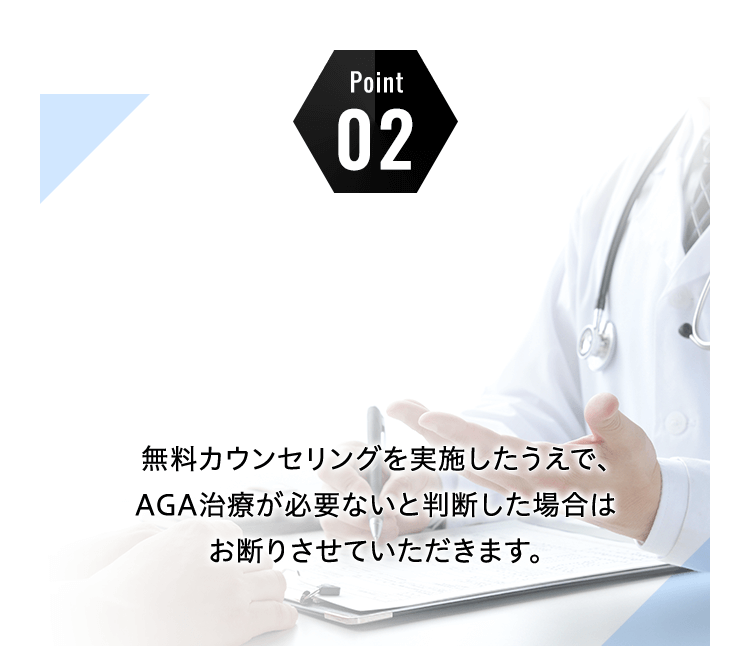 Point
02
無料カウンセリングを実施したうえで、
AGA治療が必要ないと判断した場合は
お断りさせていただきます。